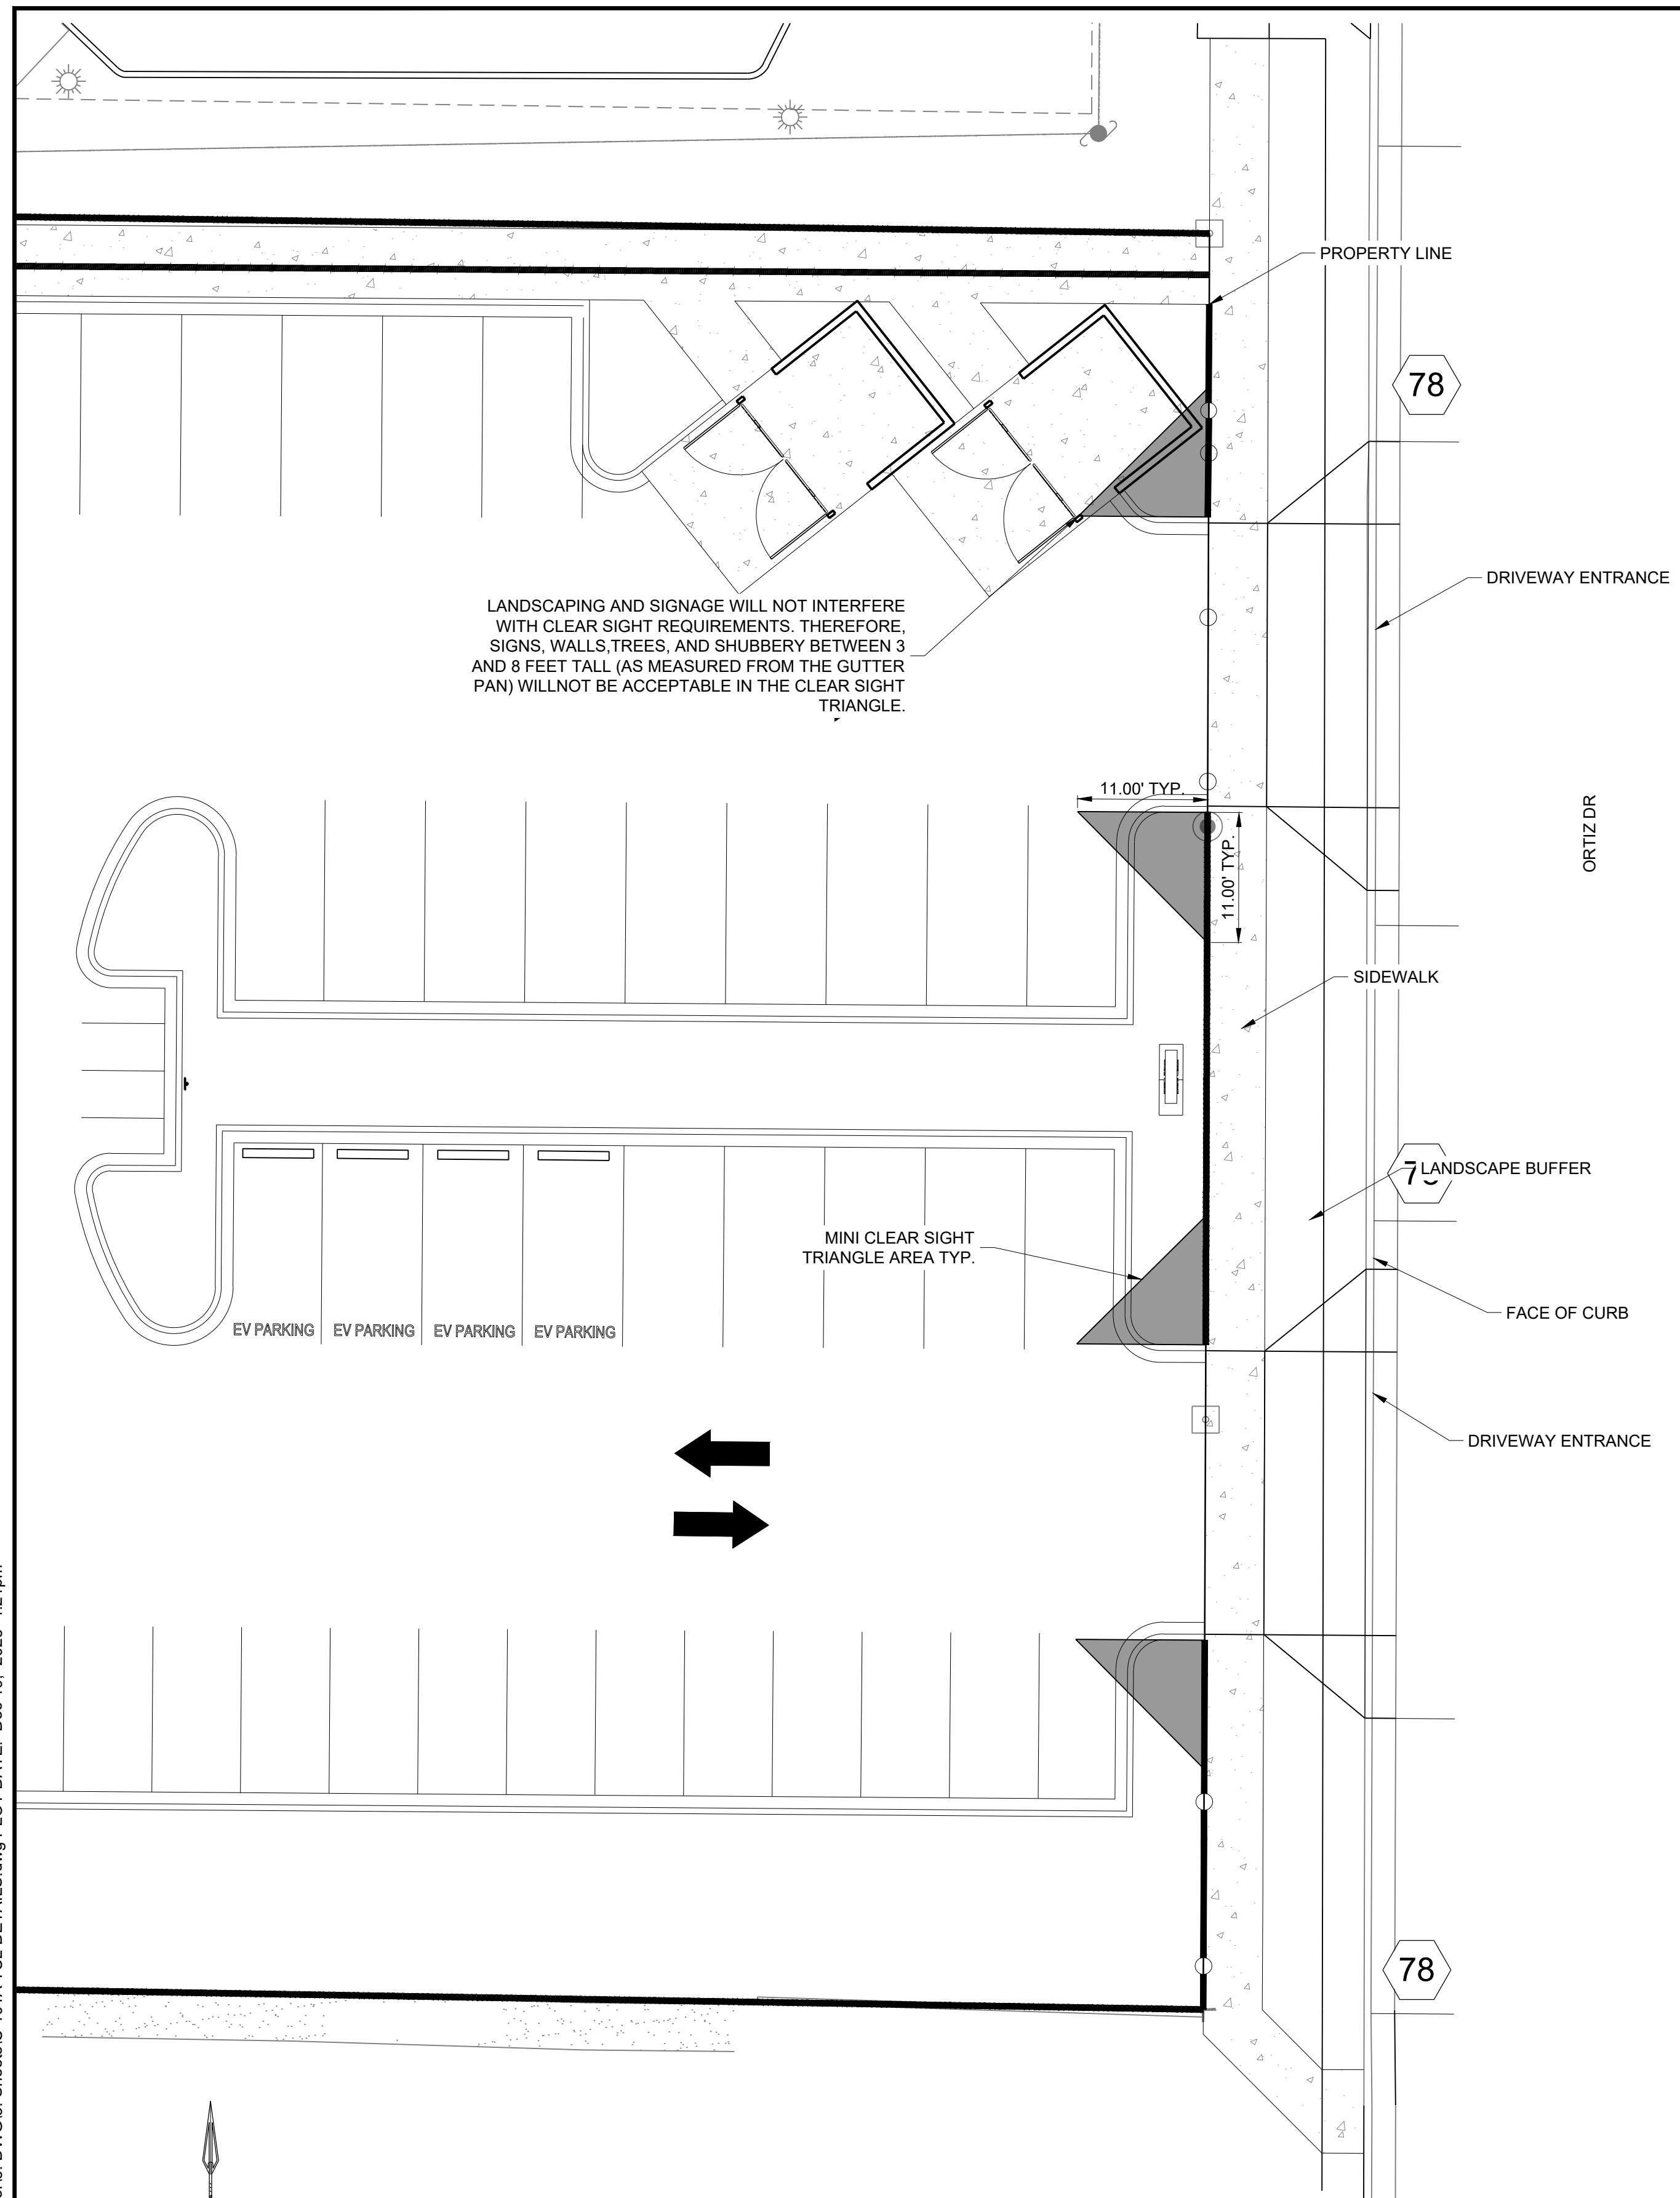 PROPERTY LINE
78
DRIVEWAY ENTRANCE
LANDSCAPING AND SIGNAGE WILL NOT INTERFERE
WITH CLEAR SIGHT REQUIREMENTS. THEREFORE,
SIGNS, WALLS,TREES, AND SHUBBERY BETWEEN 3
AND 8 FEET TALL (AS MEASURED FROM THE GUTTER
PAN) WILLNOT BE ACCEPTABLE IN THE CLEAR SIGHT
TRIANGLE.
11.00' TYP.
11.00' TYP.
ORTIZ DR
SIDEWALK
LANDSCAPE BUFFER
MINI CLEAR SIGHT
TRIANGLE AREA TYP.
FACE OF CURB
EV PARKING EV PARKING EV PARKING EV PARKING
DRIVEWAY ENTRANCE
78